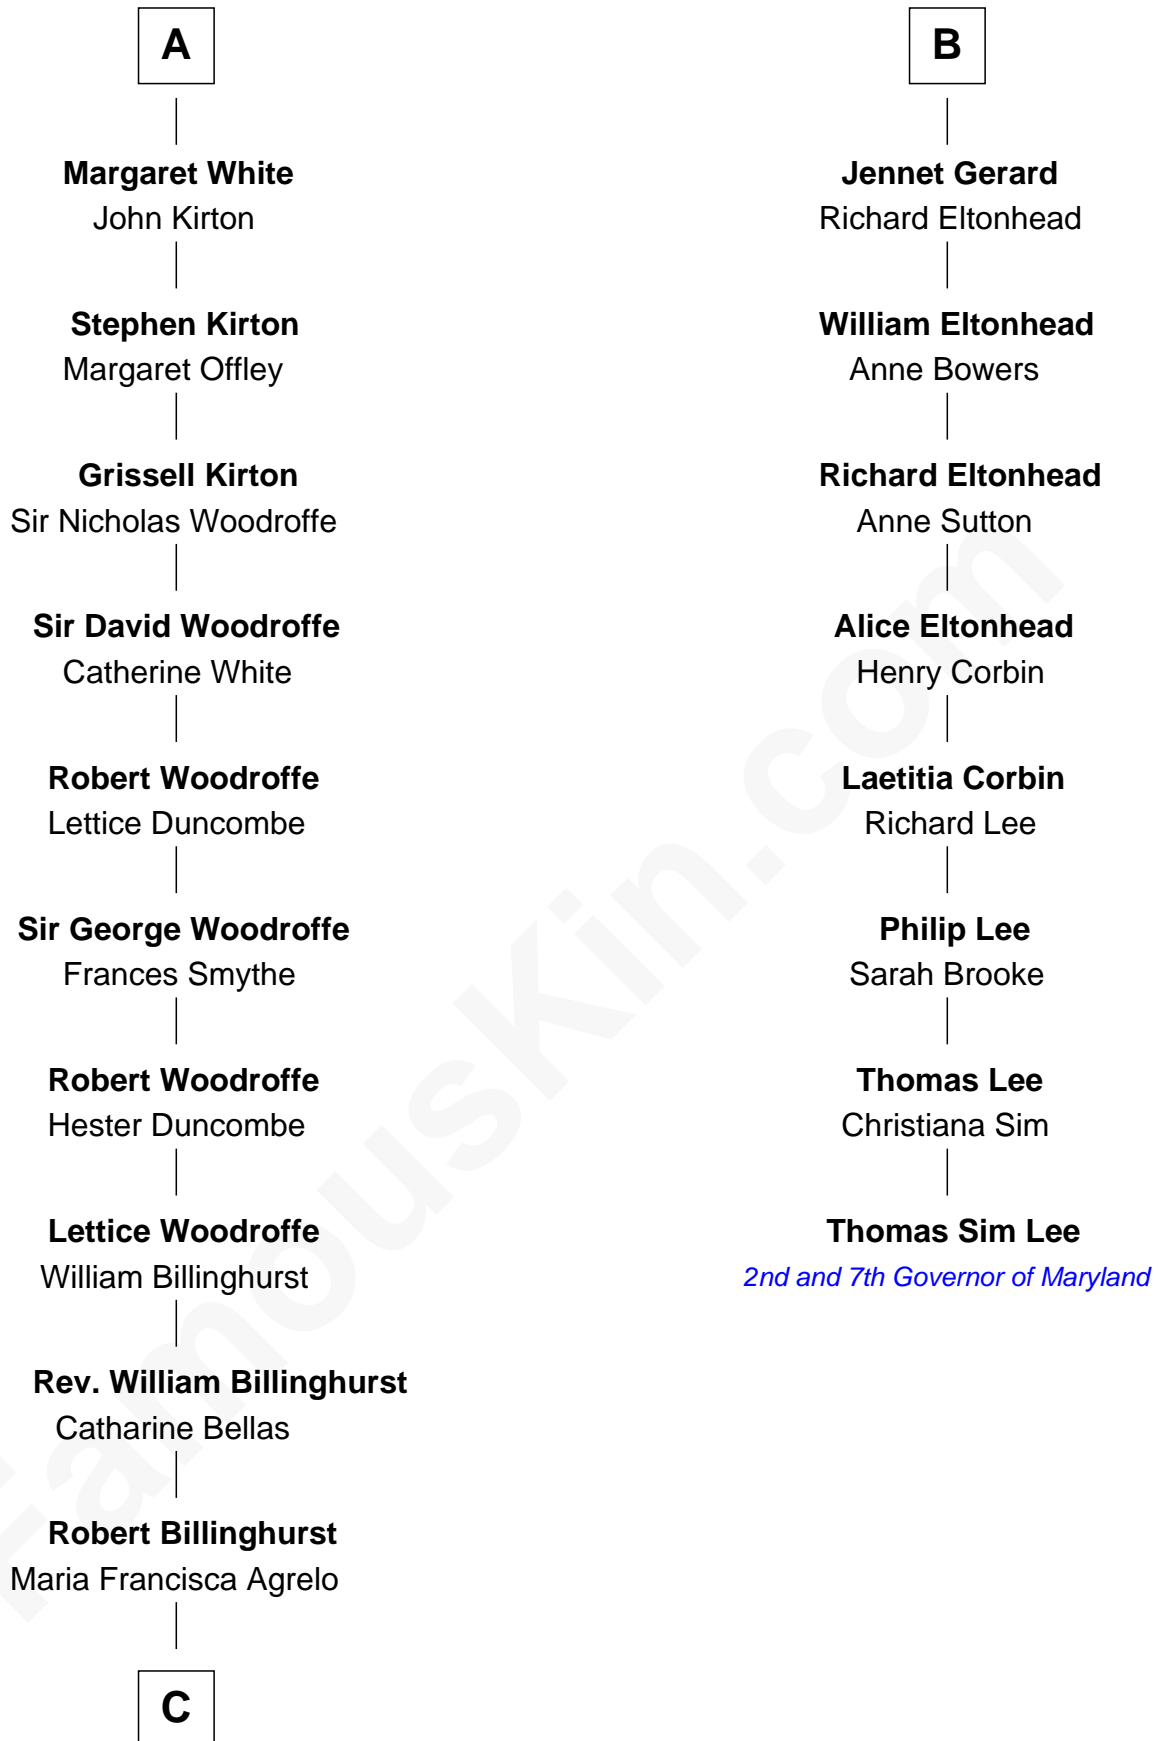 A
Margaret White
John Kirton
Stephen Kirton
Margaret Offley
Grissell Kirton
Sir Nicholas Woodroffe
Sir David Woodroffe
Catherine White
Robert Woodroffe
Lettice Duncombe
Sir George Woodroffe
Frances Smythe
Robert Woodroffe
Hester Duncombe
Lettice Woodroffe
William Billinghurst
Rev. William Billinghurst
Catharine Bellas
Robert Billinghurst
Maria Francisca Agrelo
C
B
Jennet Gerard
Richard Eltonhead
William Eltonhead
Anne Bowers
Richard Eltonhead
Anne Sutton
Alice Eltonhead
Henry Corbin
Laetitia Corbin
Richard Lee
Philip Lee
Sarah Brooke
Thomas Lee
Christiana Sim
Thomas Sim Lee
2nd and 7th Governor of Maryland
FamousKin.com